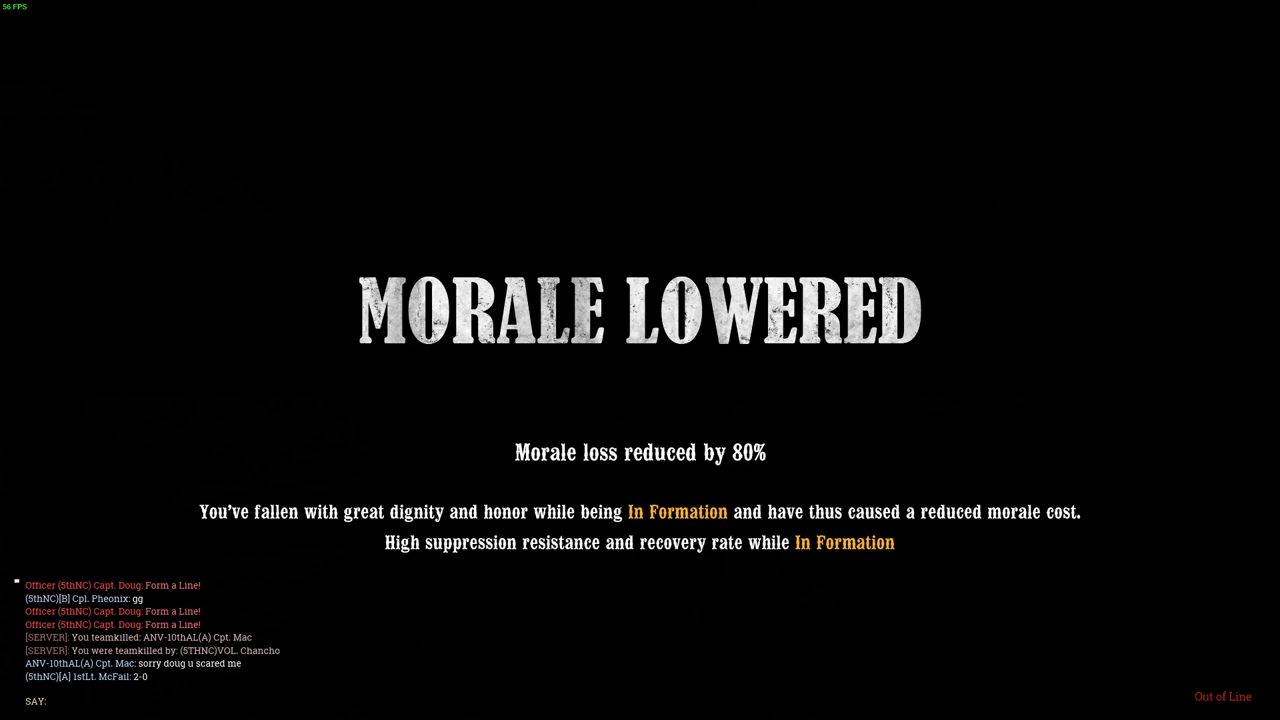 56 FPS
MORALE LOWERED
Morale loss reduced by 80%
You've fallen with great dignity and honor while being In Formation and have thus caused a reduced morale cost.
High suppression resistance and recovery rate while In Formation
Officer (5thNC) Capt. Doug: Form a Line!
(5thNC)[B] Cpl. Pheonix: gg
Officer (5thNC) Capt. Doug: Form a Line!
Officer (5thNC) Capt. Doug: Form a Line!
[SERVER]: You teamkilled: ANV-10thAL(A) Cpt. Mac
[SERVER]: You were teamkilled by: (5THNC)VOL. Chancho
ANV-10thAL(A) Cpt. Mac: sorry doug u scared me
(5thNC)[A] 1stLt. McFail: 2-0
SAY:
Out of Line